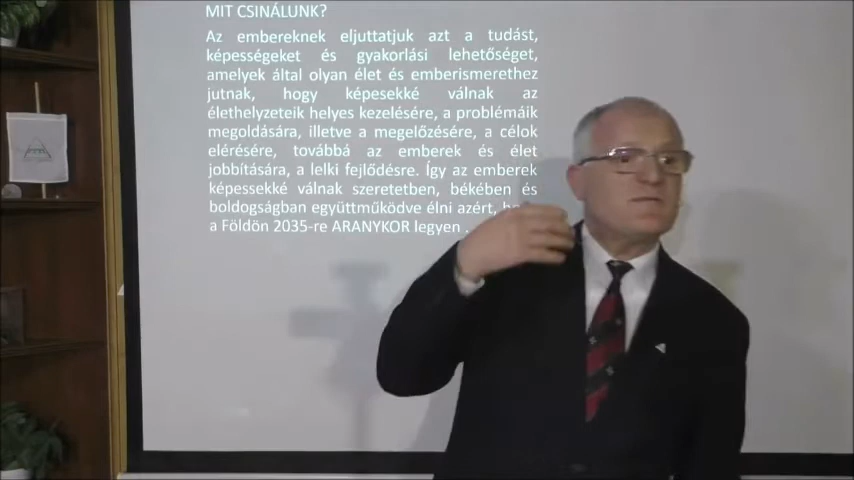 MIT CSINÁLUNK?
Az embereknek eljuttatjuk azt a tudást,
képességeket és gyakorlási lehetőséget,
amelyek által olyan élet és emberismerethez
jutnak, hogy képesekké válnak az
élethelyzeteik helyes kezelésére, a problémáik
megoldására, illetve a megelőzésére, a célok
elérésére, továbbá az emberek és élet
jobbítására, a lelki fejlődésre. Így az emberek
képessekké válnak szeretetben, békében és
boldogságban együttműködve élni azért,
a Földön 2035-re ARANYKOR legyen .